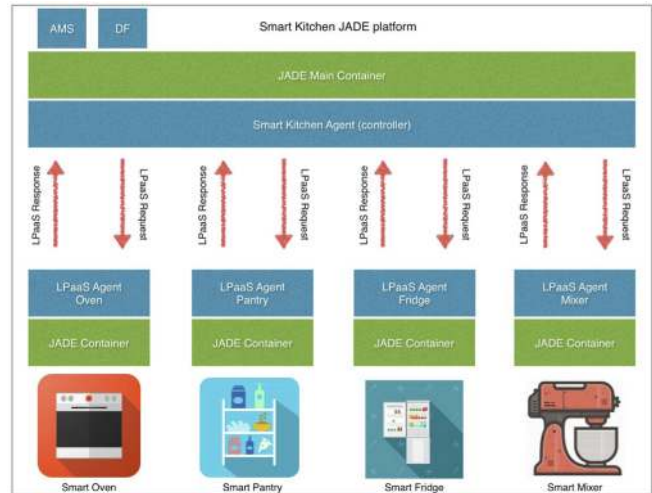 AMS
DF
Smart Kitchen JADE platform
JADE Main Container
Smart Kitchen Agent (controller)
LPaaS Response
LPaaS Request
LPaaS Response
LPaaS Request
LPaaS Response
LPaaS Request
LPaaS Response
LPaaS Request
LPaaS Agent
Oven
LPaaS Agent
Pantry
LPaaS Agent
Fridge
LPaaS Agent
Mixer
JADE Container
JADE Container
JADE Container
JADE Container
Smart Oven
Smart Pantry
Smart Fridge
Smart Mixer